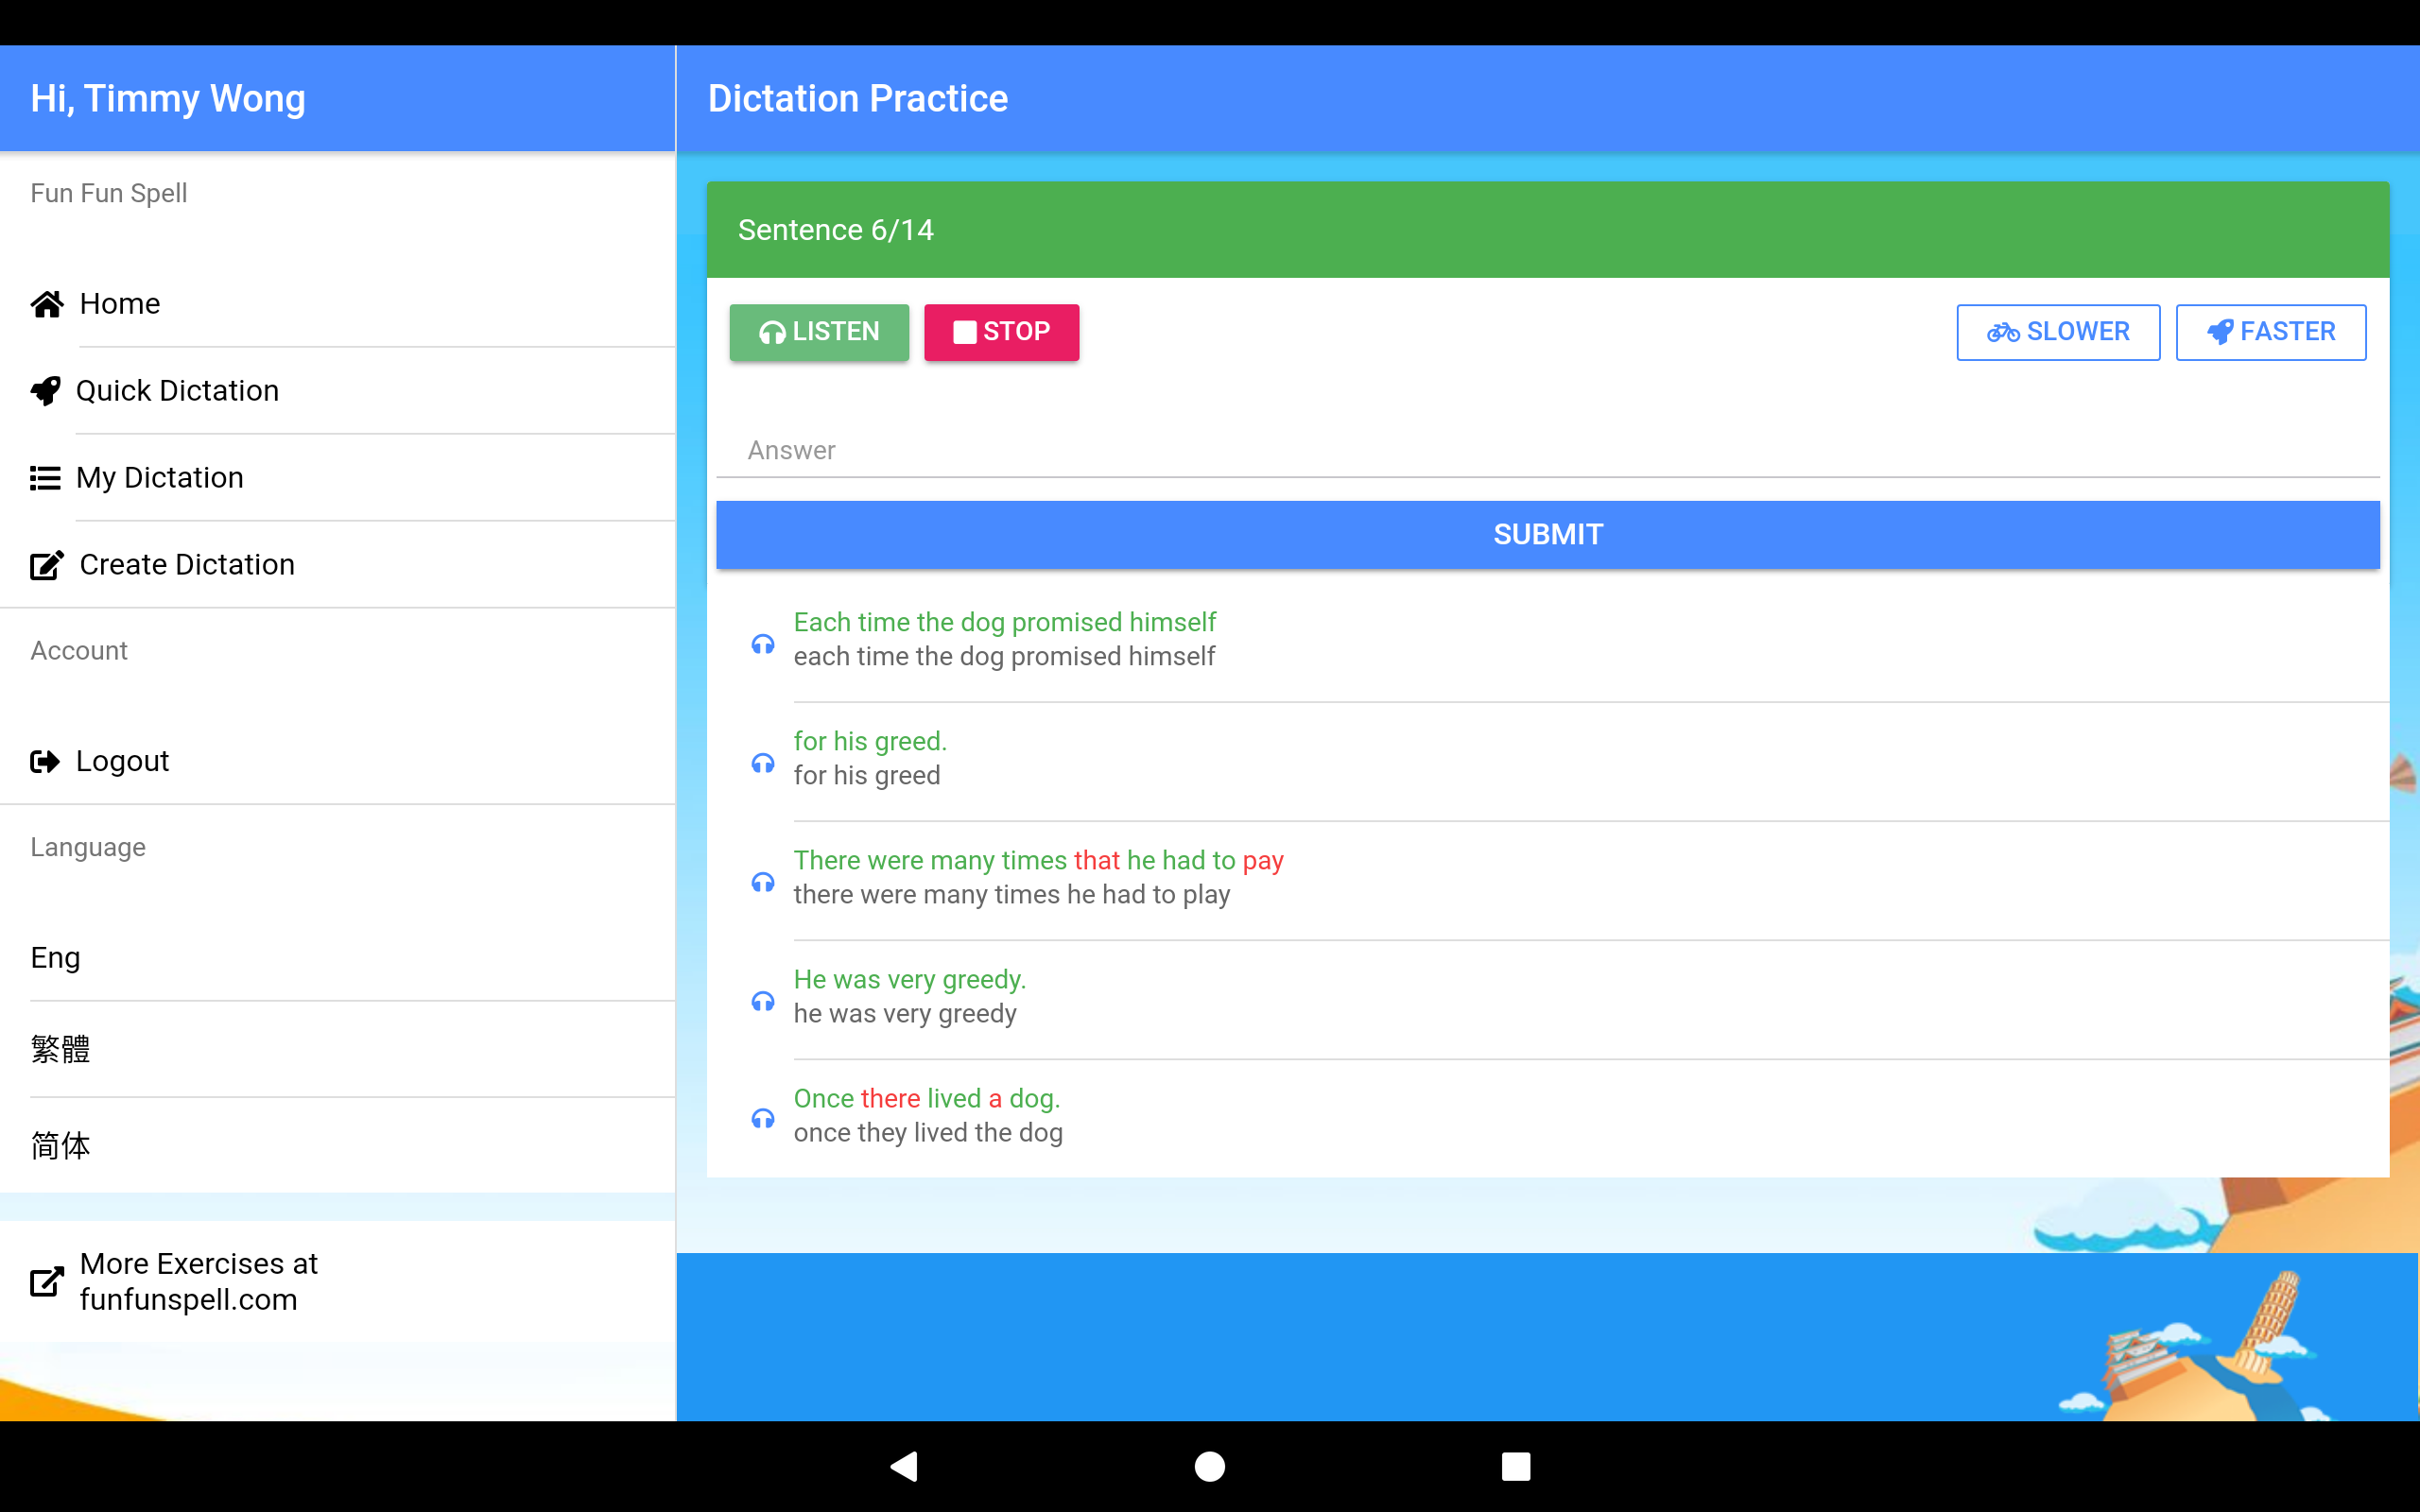 Hi, Timmy Wong
Fun Fun Spell
Home
Quick Dictation
My Dictation
Create Dictation
Account
Logout
Language
Eng
繁體
简体
More Exercises at
funfunspell.com
Dictation Practice
Sentence 6/14
LISTEN
STOP
SLOWER
FASTER
Answer
SUBMIT
Each time the dog promised himself
each time the dog promised himself
for his greed.
for his greed
There were many times that he had to pay
there were many times he had to play
He was very greedy.
he was very greedy
Once there lived a dog.
once they lived the dog